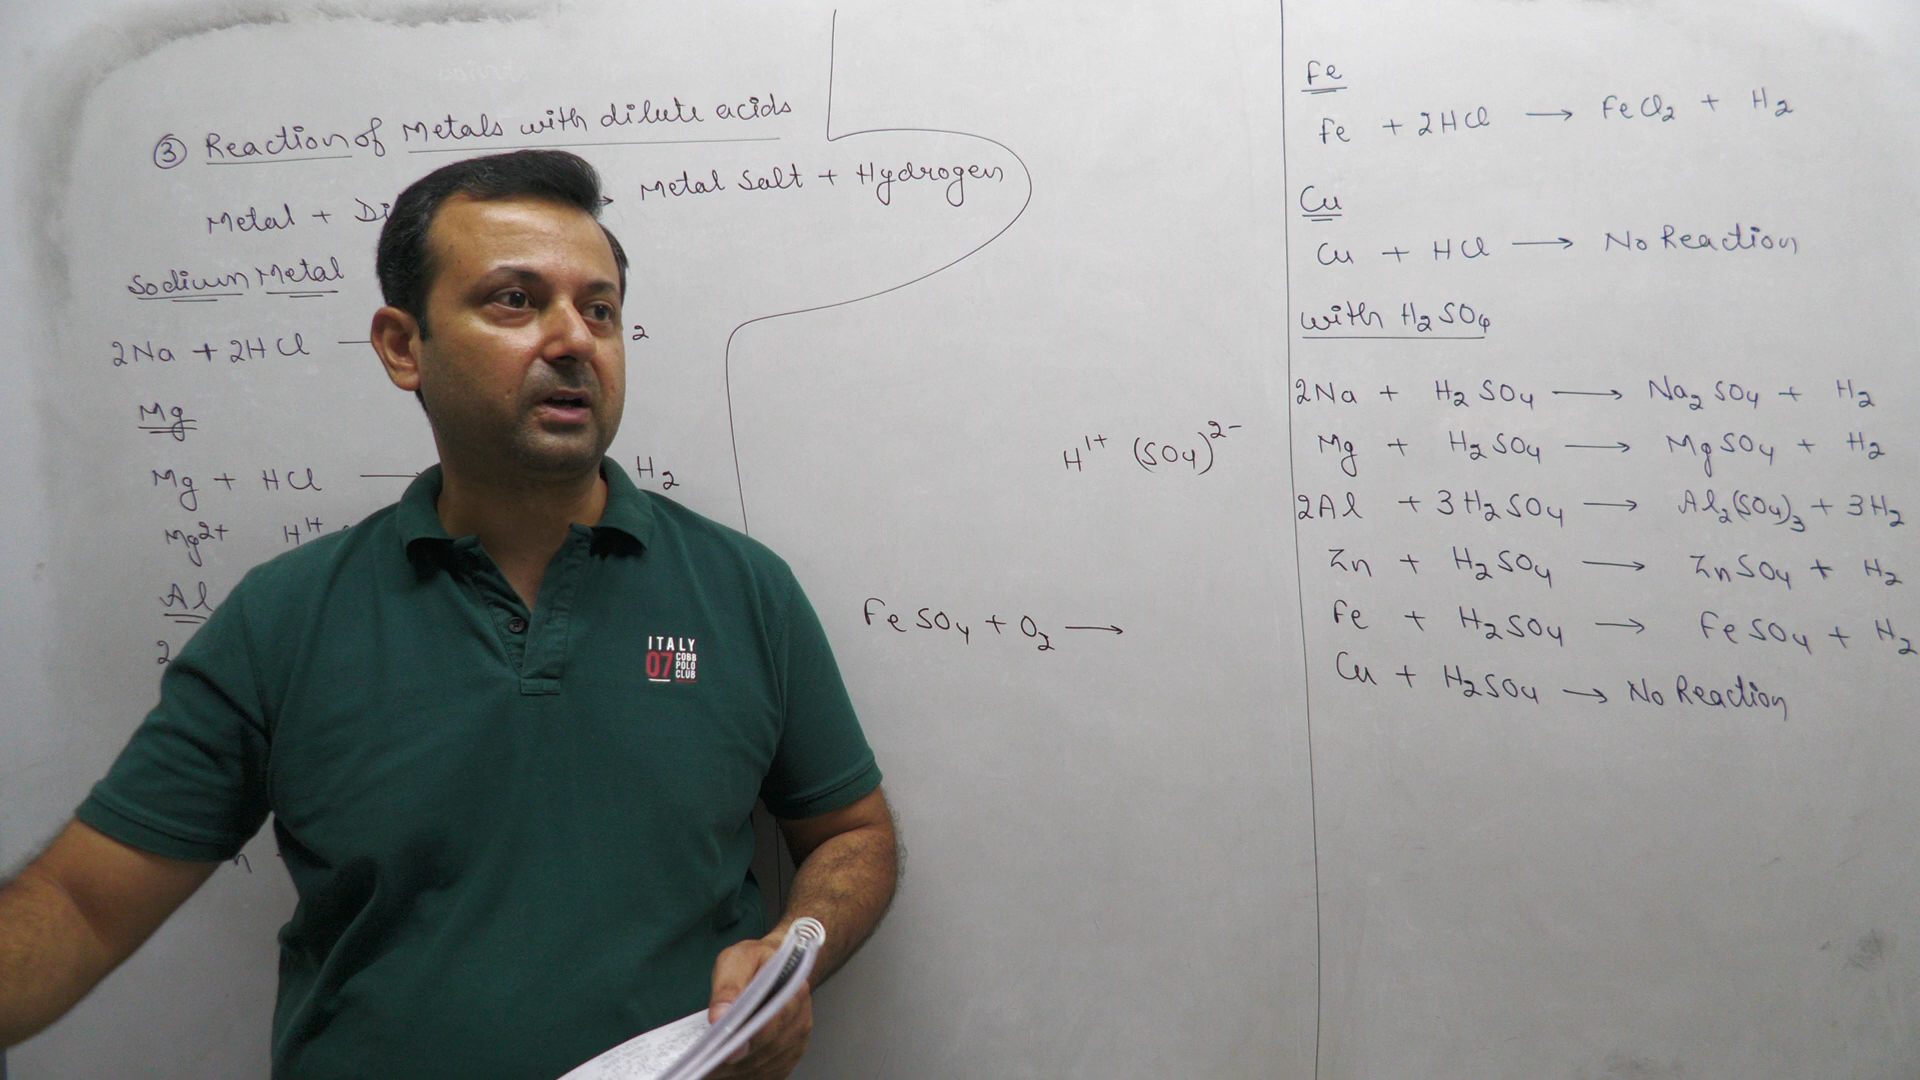 ③ Reaction of Metals with dilute acids
Metal + Di → Metal Salt + Hydrogen
Sodium Metal
2Na + 2HCl — 2
Mg
Mg + HCl — H₂
Mg²⁺ H¹⁺
Al
2
H¹⁺ (SO₄)²⁻
FeSO₄ + O₂ →
Fe
Fe + 2HCl → FeCl₂ + H₂
Cu
Cu + HCl → No Reaction
with H₂SO₄
2Na + H₂SO₄ → Na₂SO₄ + H₂
Mg + H₂SO₄ → MgSO₄ + H₂
2Al + 3H₂SO₄ → Al₂(SO₄)₃ + 3H₂
Zn + H₂SO₄ → ZnSO₄ + H₂
Fe + H₂SO₄ → FeSO₄ + H₂
Cu + H₂SO₄ → No Reaction
ITALY
07 COBB
POLO
CLUB